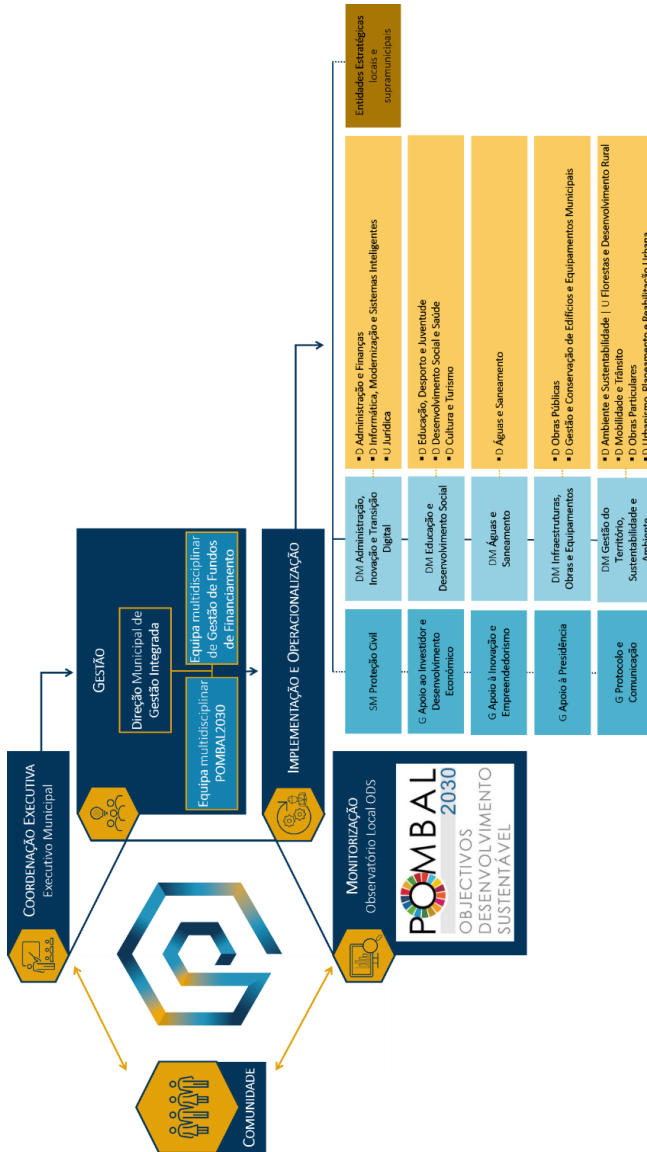 COORDENAÇÃO EXECUTIVA
Executivo Municipal
GESTÃO
Direção Municipal de
Gestão Integrada
Equipa multidisciplinar
POMBAL2030
Equipa multidisciplinar
de Gestão de Fundos
de Financiamento
IMPLEMENTAÇÃO E OPERACIONALIZAÇÃO
COMUNIDADE
MONITORIZAÇÃO
Observatório Local ODS
POMBAL
2030
OBJECTIVOS
DESENVOLVIMENTO
SUSTENTÁVEL
SM Proteção Civil
G Apoio ao Investidor e
Desenvolvimento
Económico
G Apoio à Inovação e
Empreendedorismo
G Apoio à Presidência
G Protocolo e
Comunicação
DM Administração,
Inovação e Transição
Digital
DM Educação e
Desenvolvimento Social
DM Águas e
Saneamento
DM Infraestruturas,
Obras e Equipamentos
DM Gestão do
Território,
Sustentabilidade e
Ambiente
▪ D Administração e Finanças
▪ D Informática, Modernização e Sistemas Inteligentes
▪ U Jurídica
▪ D Educação, Desporto e Juventude
▪ D Desenvolvimento Social e Saúde
▪ D Cultura e Turismo
▪ D Águas e Saneamento
▪ D Obras Públicas
▪ D Gestão e Conservação de Edifícios e Equipamentos Municipais
▪ D Ambiente e Sustentabilidade | U Florestas e Desenvolvimento Rural
▪ D Mobilidade e Trânsito
▪ D Obras Particulares
▪ D Urbanismo, Planeamento e Reabilitação Urbana
Entidades Estratégicas
locais e
supramunicipais